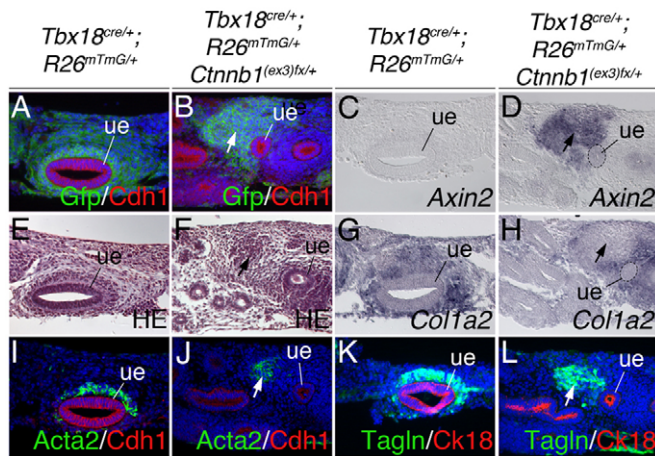 Tbx18cre/+;
R26mTmG/+
Tbx18cre/+;
R26mTmG/+
Ctnnb1(ex3)fx/+
Tbx18cre/+;
R26mTmG/+
Tbx18cre/+;
R26mTmG/+
Ctnnb1(ex3)fx/+
A
ue
Gfp/Cdh1
B
ue
Gfp/Cdh1
C
ue
Axin2
D
ue
Axin2
E
ue
HE
F
ue
HE
G
ue
Col1a2
H
ue
Col1a2
I
ue
Acta2/Cdh1
J
ue
Acta2/Cdh1
K
ue
Tagln/Ck18
L
ue
Tagln/Ck18